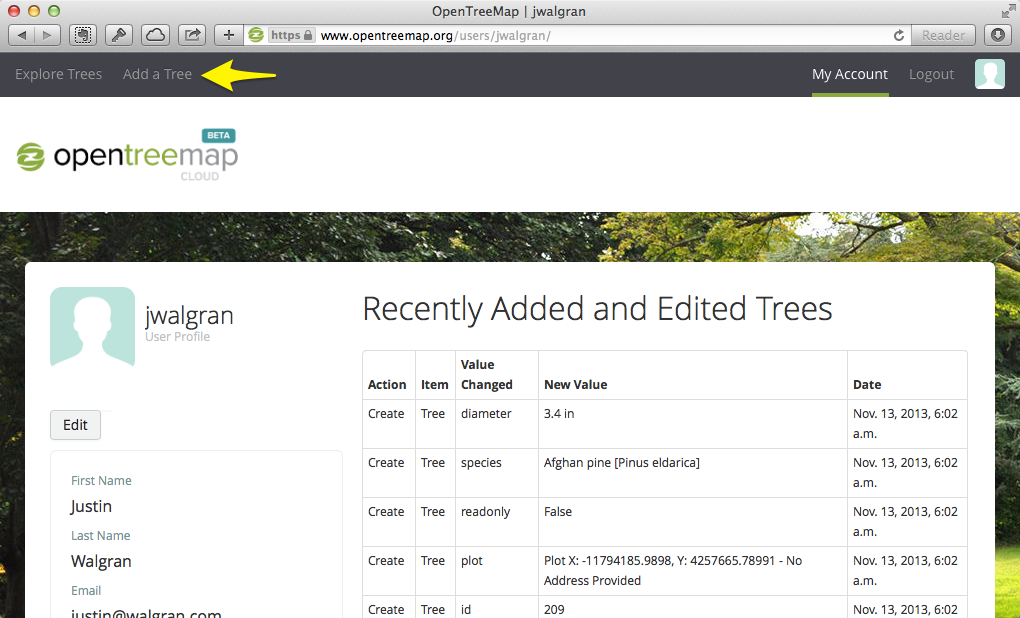 OpenTreeMap | jwalgran
https www.opentreemap.org/users/jwalgran/ Reader
Explore Trees Add a Tree My Account Logout
BETA
opentreemap
CLOUD
jwalgran
User Profile
Edit
First Name
Justin
Last Name
Walgran
Email
justin@walgran.com
Recently Added and Edited Trees
Action Item Value Changed New Value Date
Create Tree diameter 3.4 in Nov. 13, 2013, 6:02 a.m.
Create Tree species Afghan pine [Pinus eldarica] Nov. 13, 2013, 6:02 a.m.
Create Tree readonly False Nov. 13, 2013, 6:02 a.m.
Create Tree plot Plot X: -11794185.9898, Y: 4257665.78991 - No Address Provided Nov. 13, 2013, 6:02 a.m.
Create Tree id 209 Nov. 13, 2013, 6:02